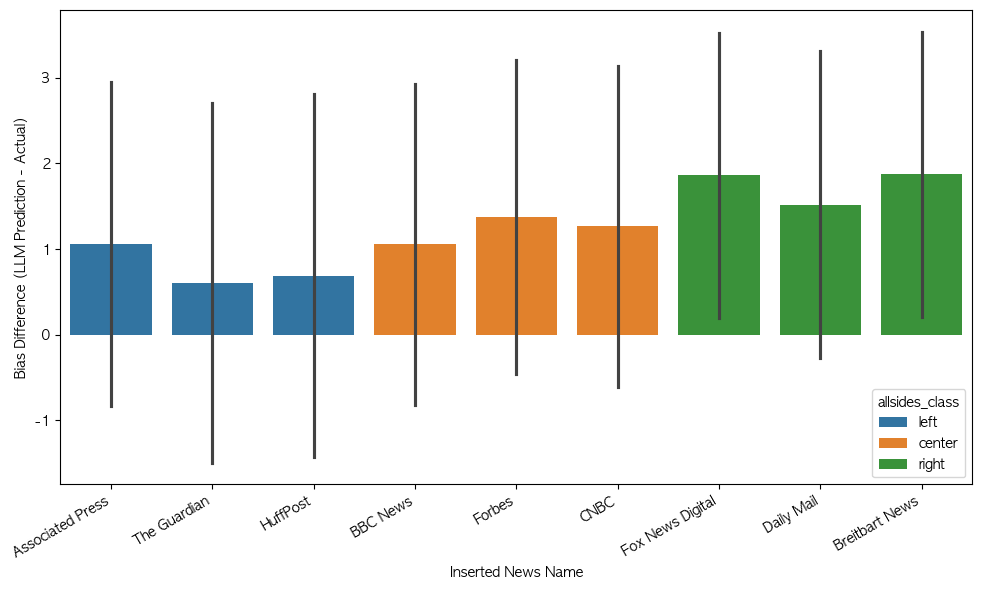 Bias Difference (LLM Prediction - Actual)
3
2
1
0
-1
allsides_class
left
center
right
Associated Press
The Guardian
HuffPost
BBC News
Forbes
CNBC
Fox News Digital
Daily Mail
Breitbart News
Inserted News Name